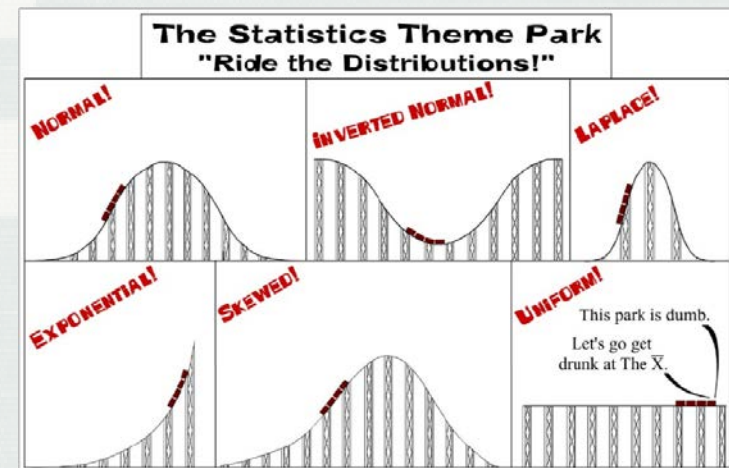 The Statistics Theme Park
"Ride the Distributions!"
NORMAL!
INVERTED NORMAL!
LAPLACE!
EXPONENTIAL!
SKEWED!
UNIFORM!
This park is dumb.
Let's go get
drunk at The X̅.